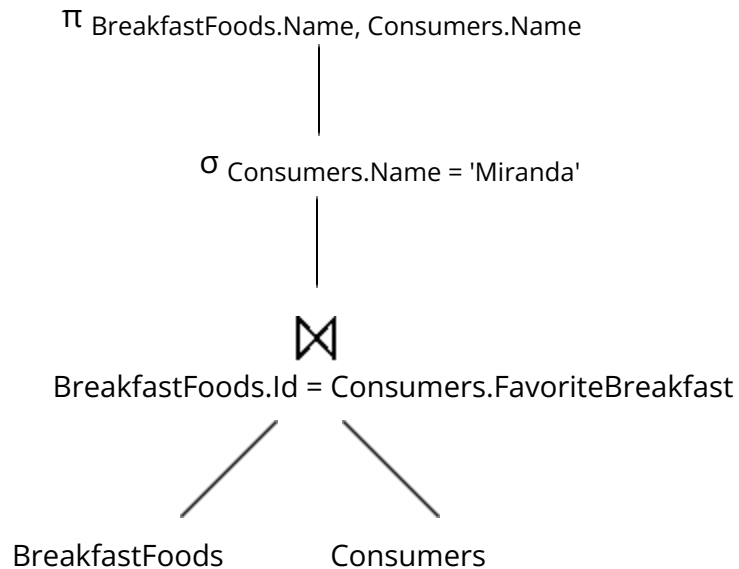 π BreakfastFoods.Name, Consumers.Name
σ Consumers.Name = 'Miranda'
⋈
BreakfastFoods.Id = Consumers.FavoriteBreakfast
BreakfastFoods Consumers